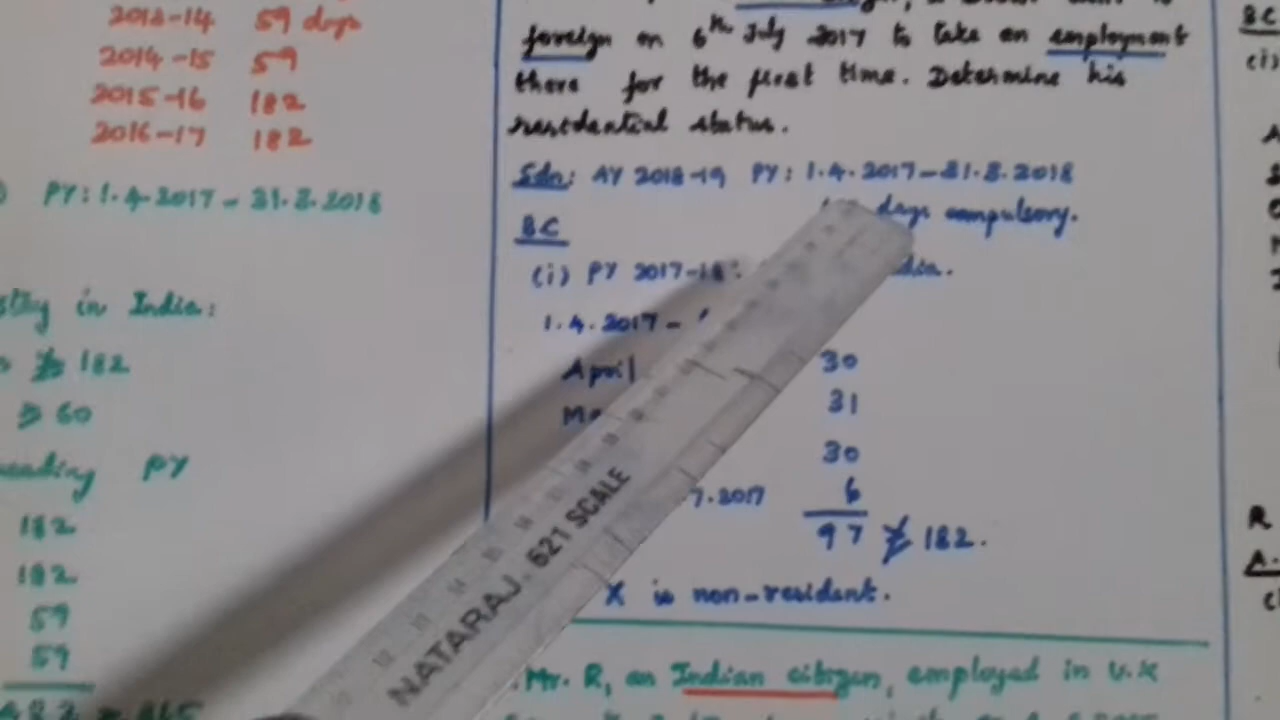 2013-14 59 days
2014-15 59
2015-16 182
2016-17 182
PY: 1.4.2017 - 31.3.2018
stay in India:
≱ 182
≥ 60
PY
182
182
59
59
foreign on 6th July 2017 to take an employment
there for the first time. Determine his
residential status.
Soln: AY 2018-19 PY: 1.4.2017-31.3.2018
days compulsory.
BC
(i) PY 2017-18:
1.4.2017 -
April 30
31
30
7.2017 6
97 ≱ 182.
X is non-resident.
Mr. R, an Indian citizen, employed in U.K
NATARAJ. 621 SCALE
BC
(i)
R